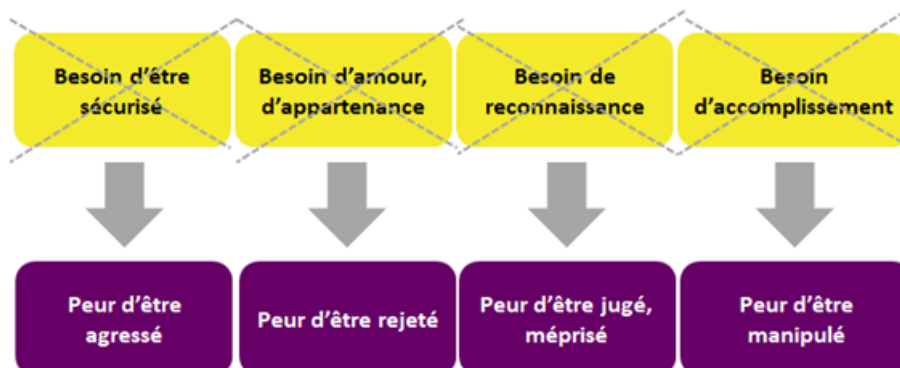 Besoin d'être
sécurisé
Besoin d'amour,
d'appartenance
Besoin de
reconnaissance
Besoin
d'accomplissement
Peur d'être
agressé
Peur d'être rejeté
Peur d'être jugé,
méprisé
Peur d'être
manipulé